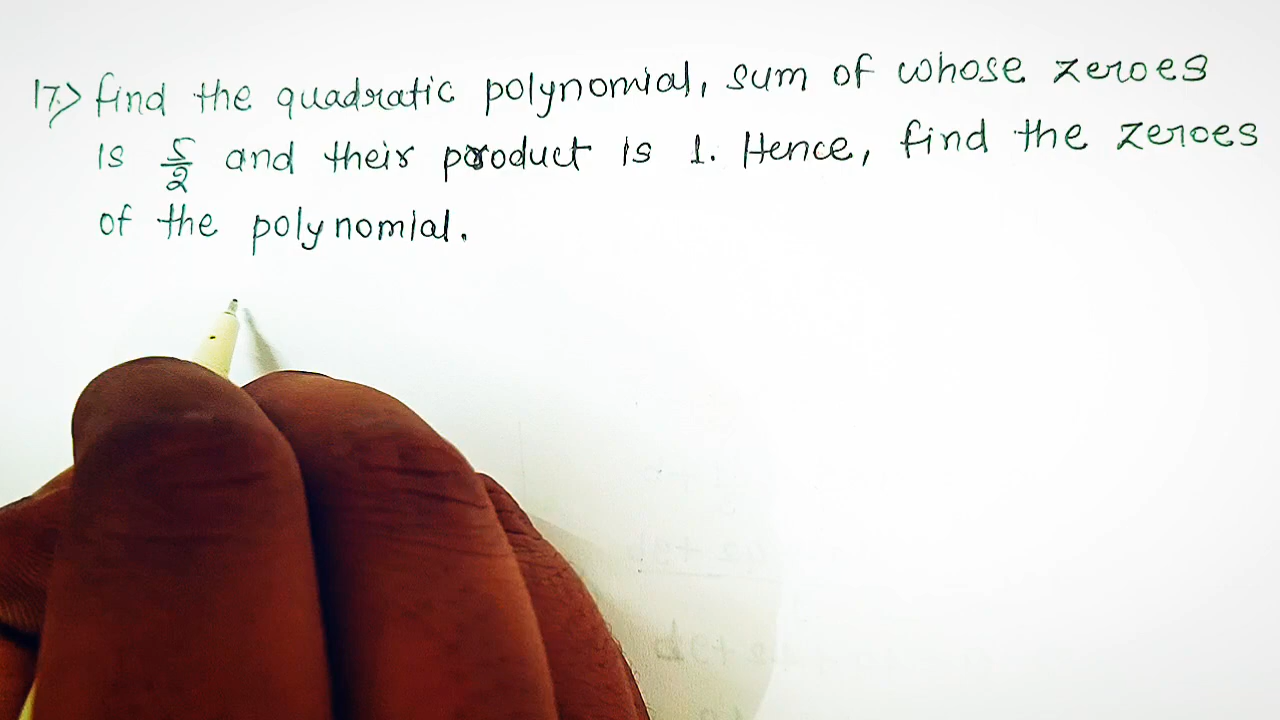 17.> find the quadratic polynomial, sum of whose zeroes
is 5/2 and their product is 1. Hence, find the zeroes
of the polynomial.